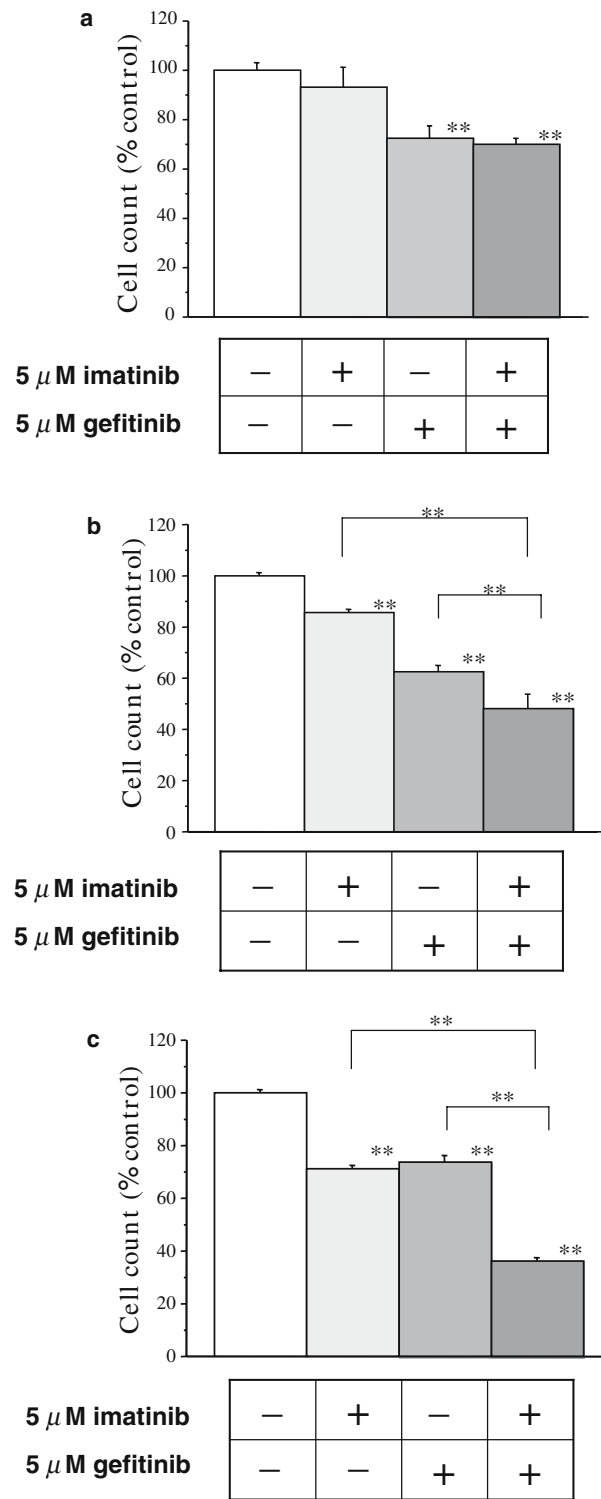 a
120
100
80
60
40
20
0
Cell count (% control)
** **
5 μM imatinib − + − +
5 μM gefitinib − − + +
b
120
100
80
60
40
20
0
Cell count (% control)
**
**
** ** **
5 μM imatinib − + − +
5 μM gefitinib − − + +
c
120
100
80
60
40
20
0
Cell count (% control)
**
**
** ** **
5 μM imatinib − + − +
5 μM gefitinib − − + +